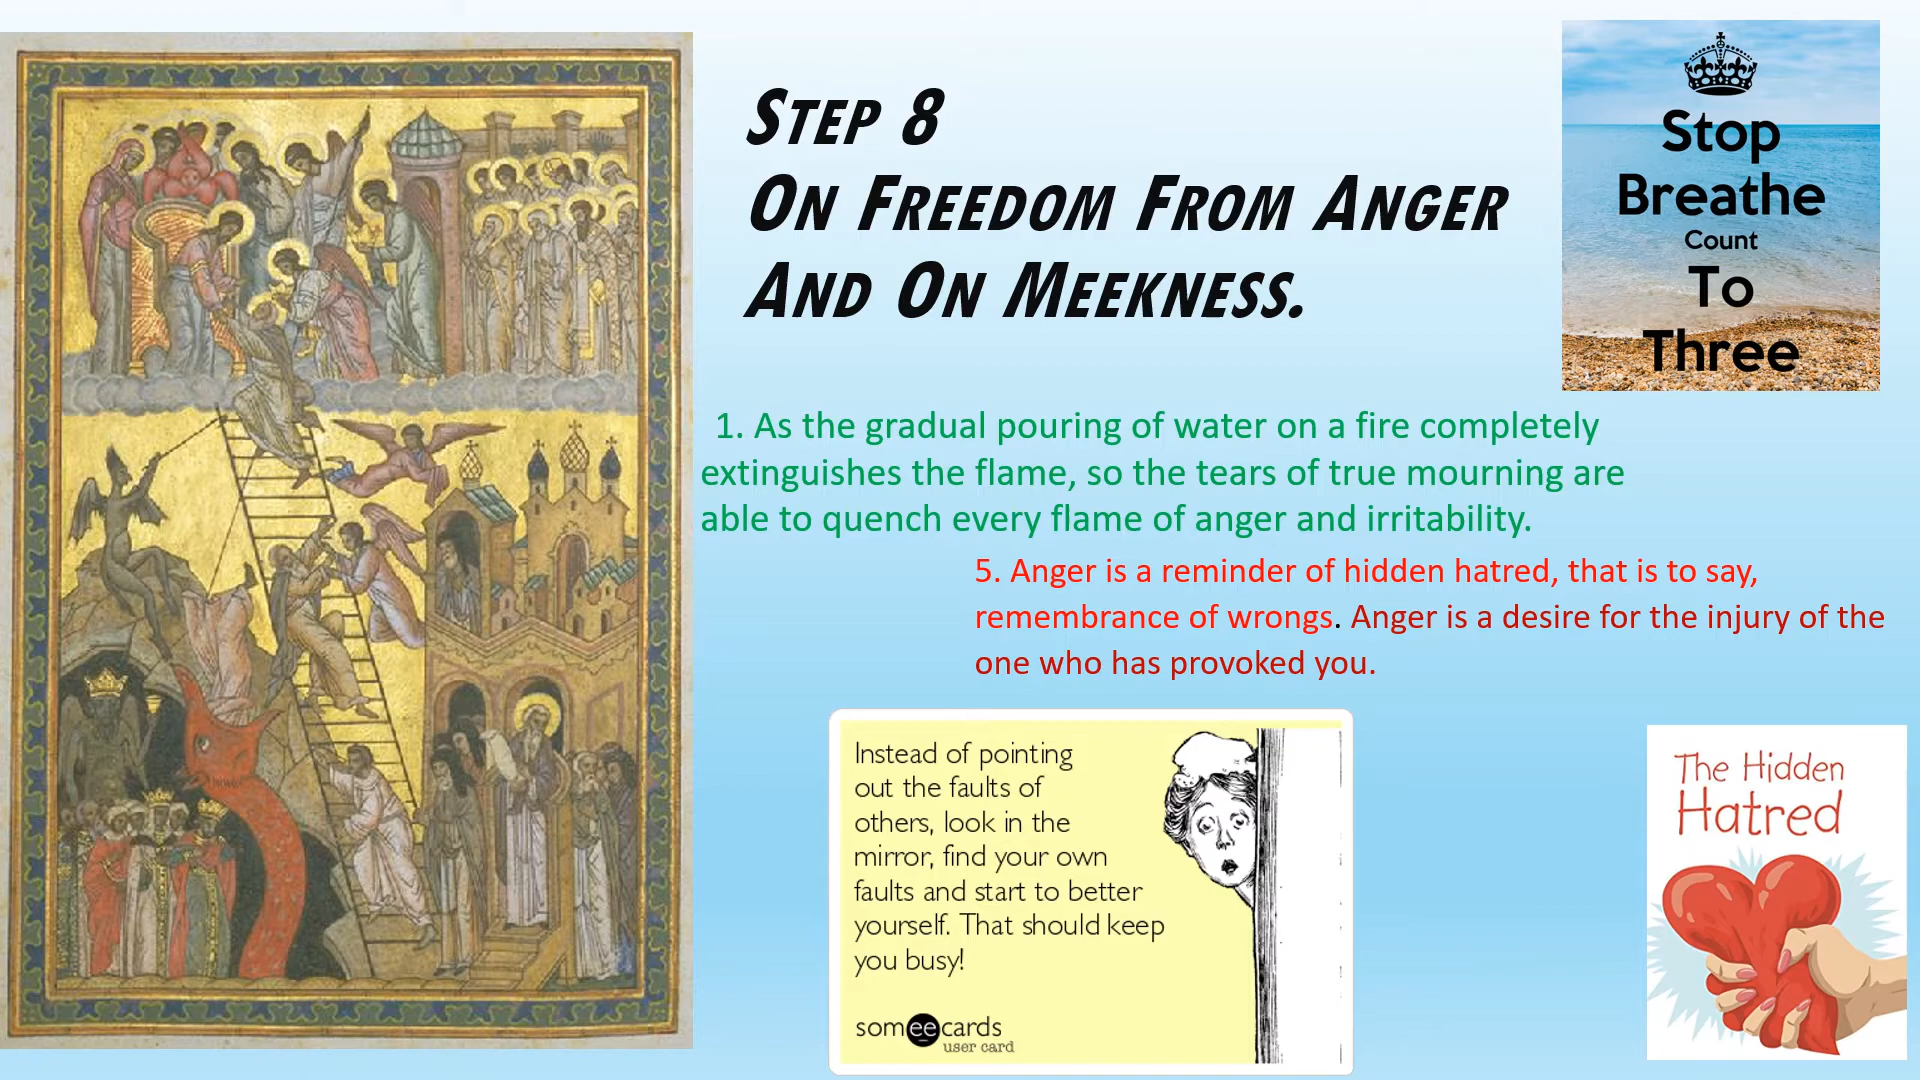 Step 8
On Freedom From Anger
And On Meekness.
Stop
Breathe
Count
To
Three
1. As the gradual pouring of water on a fire completely
extinguishes the flame, so the tears of true mourning are
able to quench every flame of anger and irritability.
5. Anger is a reminder of hidden hatred, that is to say,
remembrance of wrongs. Anger is a desire for the injury of the
one who has provoked you.
Instead of pointing
out the faults of
others, look in the
mirror, find your own
faults and start to better
yourself. That should keep
you busy!
someecards
user card
The Hidden
Hatred